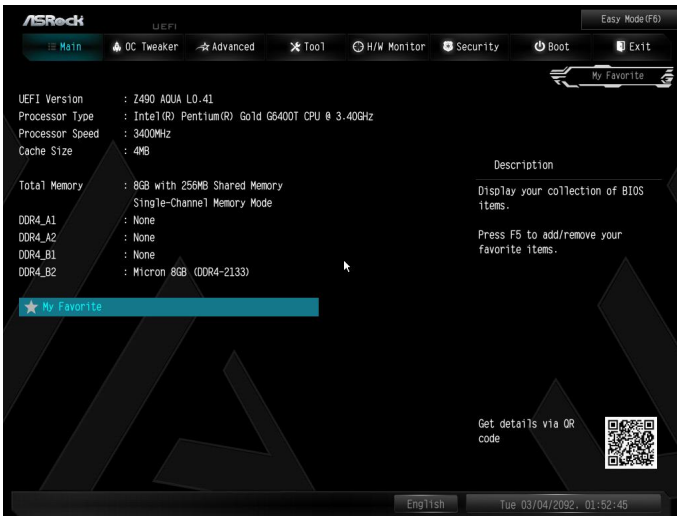 ASRock UEFI
Easy Mode(F6)
Main OC Tweaker Advanced Tool H/W Monitor Security Boot Exit
My Favorite
UEFI Version : Z490 AQUA L0.41
Processor Type : Intel(R) Pentium(R) Gold G6400T CPU @ 3.40GHz
Processor Speed : 3400MHz
Cache Size : 4MB
Total Memory : 8GB with 256MB Shared Memory
Single-Channel Memory Mode
DDR4_A1 : None
DDR4_A2 : None
DDR4_B1 : None
DDR4_B2 : Micron 8GB (DDR4-2133)
My Favorite
Description
Display your collection of BIOS
items.
Press F5 to add/remove your
favorite items.
Get details via QR
code
English
Tue 03/04/2092, 01:52:45